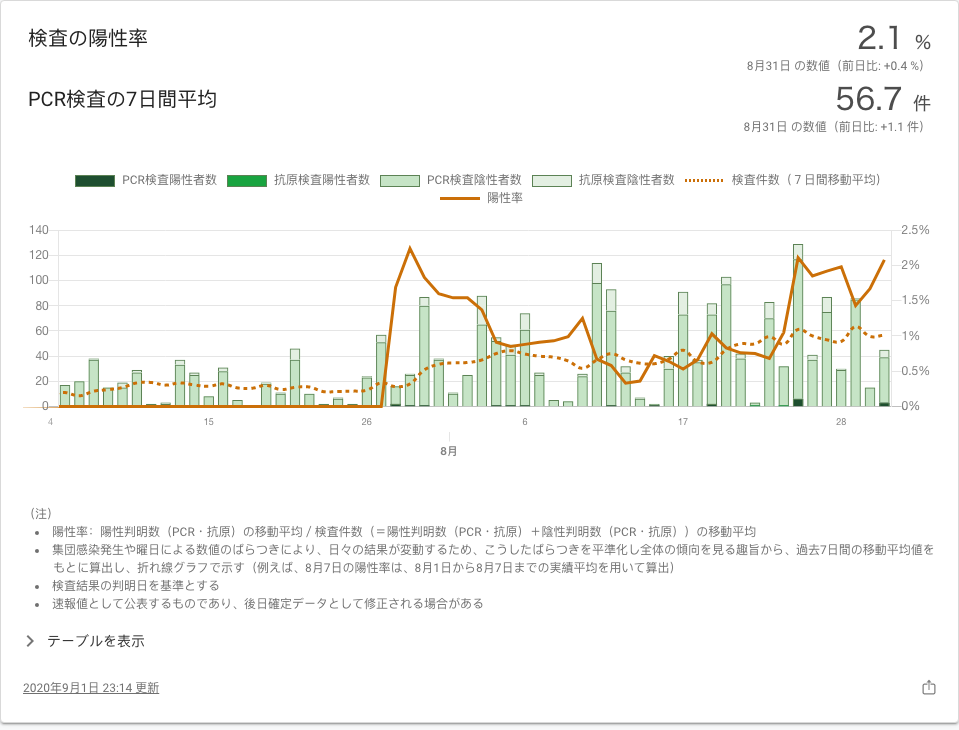 検査の陽性率
2.1 %
8月31日 の数値（前日比: +0.4 %）
PCR検査の7日間平均
56.7 件
8月31日 の数値（前日比: +1.1 件）
PCR検査陽性者数 抗原検査陽性者数 PCR検査陰性者数 抗原検査陰性者数 検査件数（７日間移動平均）
陽性率
140 2.5%
120 2%
100
80 1.5%
60 1%
40 0.5%
20
0 0%
4 15 26 6 17 28
8月
（注）
陽性率：陽性判明数（PCR・抗原）の移動平均 / 検査件数（＝陽性判明数（PCR・抗原）＋陰性判明数（PCR・抗原））の移動平均
集団感染発生や曜日による数値のばらつきにより、日々の結果が変動するため、こうしたばらつきを平準化し全体の傾向を見る趣旨から、過去7日間の移動平均値を
もとに算出し、折れ線グラフで示す（例えば、8月7日の陽性率は、8月1日から8月7日までの実績平均を用いて算出）
検査結果の判明日を基準とする
速報値として公表するものであり、後日確定データとして修正される場合がある
テーブルを表示
2020年9月1日 23:14 更新